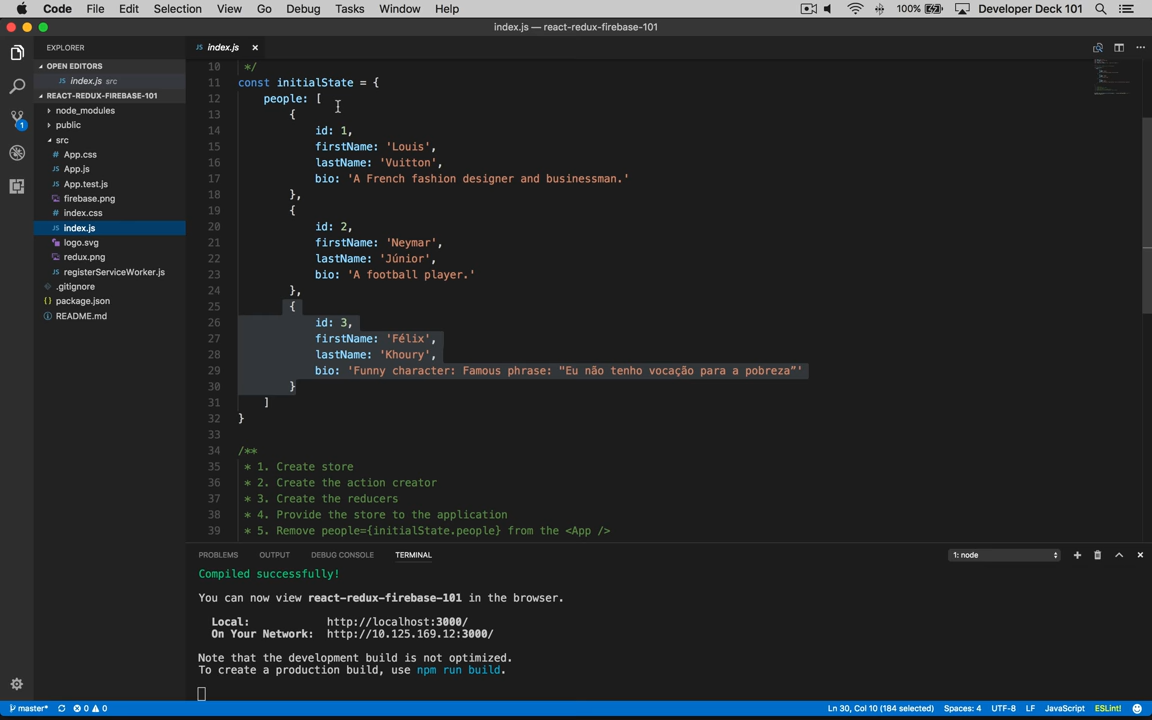 Code File Edit Selection View Go Debug Tasks Window Help 100% Developer Deck 101
index.js — react-redux-firebase-101
EXPLORER
OPEN EDITORS
JS index.js src
REACT-REDUX-FIREBASE-101
node_modules
public
src
# App.css
JS App.js
JS App.test.js
firebase.png
# index.css
JS index.js
logo.svg
redux.png
JS registerServiceWorker.js
.gitignore
{} package.json
README.md
1
JS index.js ×
10 */
11 const initialState = {
12 people: [
13 {
14 id: 1,
15 firstName: 'Louis',
16 lastName: 'Vuitton',
17 bio: 'A French fashion designer and businessman.'
18 },
19 {
20 id: 2,
21 firstName: 'Neymar',
22 lastName: 'Júnior',
23 bio: 'A football player.'
24 },
25 {
26 id: 3,
27 firstName: 'Félix',
28 lastName: 'Khoury',
29 bio: 'Funny character: Famous phrase: "Eu não tenho vocação para a pobreza”'
30 }
31 ]
32 }
33
34 /**
35 * 1. Create store
36 * 2. Create the action creator
37 * 3. Create the reducers
38 * 4. Provide the store to the application
39 * 5. Remove people={initialState.people} from the <App />
PROBLEMS OUTPUT DEBUG CONSOLE TERMINAL 1: node
Compiled successfully!
You can now view react-redux-firebase-101 in the browser.
Local: http://localhost:3000/
On Your Network: http://10.125.169.12:3000/
Note that the development build is not optimized.
To create a production build, use npm run build.
master* 0 0 Ln 30, Col 10 (184 selected) Spaces: 4 UTF-8 LF JavaScript ESLint!